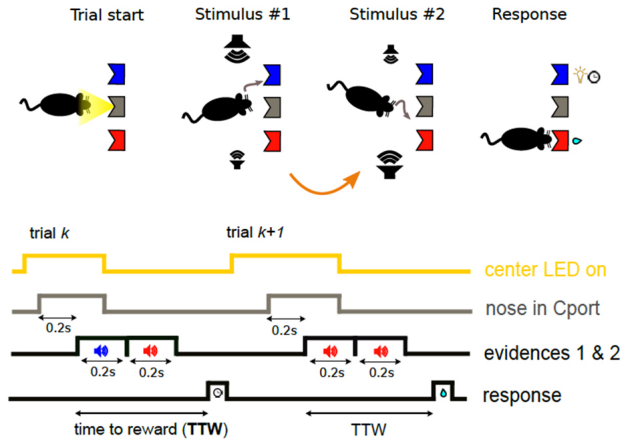 Trial start
Stimulus #1
Stimulus #2
Response
trial k
trial k+1
center LED on
0.2s
0.2s
nose in Cport
0.2s
0.2s
0.2s
0.2s
evidences 1 & 2
response
time to reward (TTW)
TTW